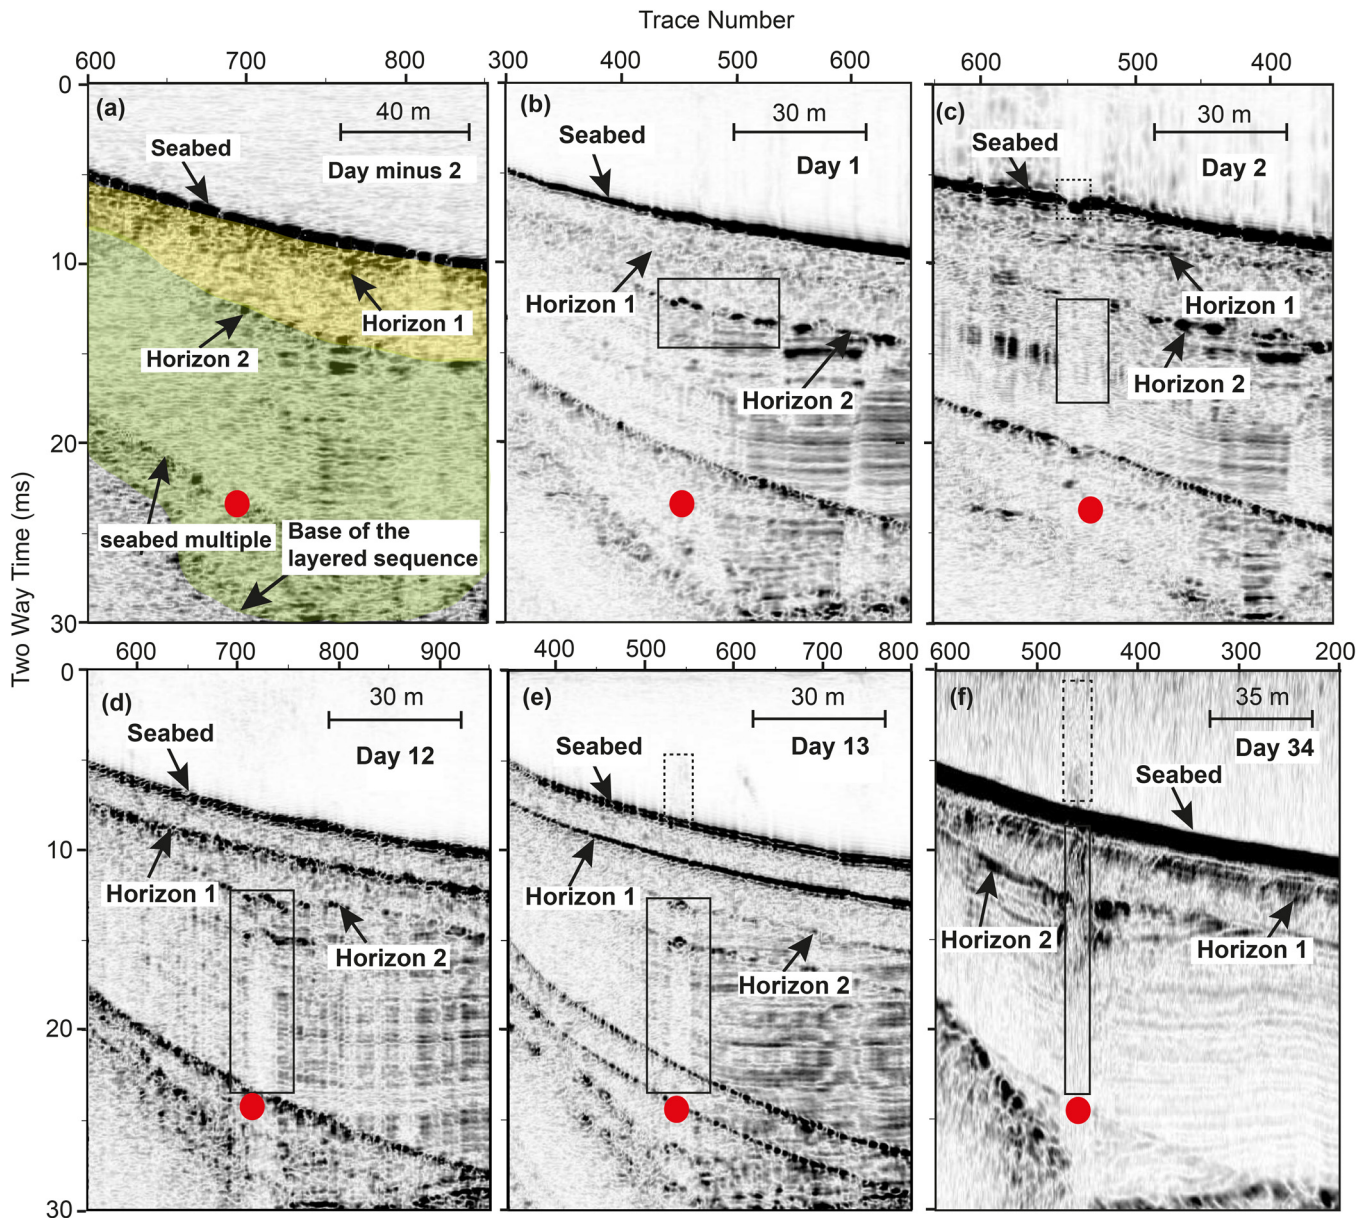 Trace Number
600 700 800
300 400 500 600
600 500 400
0
(a)
40 m
Seabed
Day minus 2
10
Horizon 1
Horizon 2
20
seabed multiple
Base of the
layered sequence
30
(b)
30 m
Seabed
Day 1
Horizon 1
Horizon 2
(c)
30 m
Seabed
Day 2
Horizon 1
Horizon 2
Two Way Time (ms)
600 700 800 900
400 500 600 700 800
600 500 400 300 200
0
(d)
30 m
Seabed
Day 12
10
Horizon 1
Horizon 2
20
30
(e)
30 m
Seabed
Day 13
Horizon 1
Horizon 2
(f)
35 m
Day 34
Seabed
Horizon 2
Horizon 1